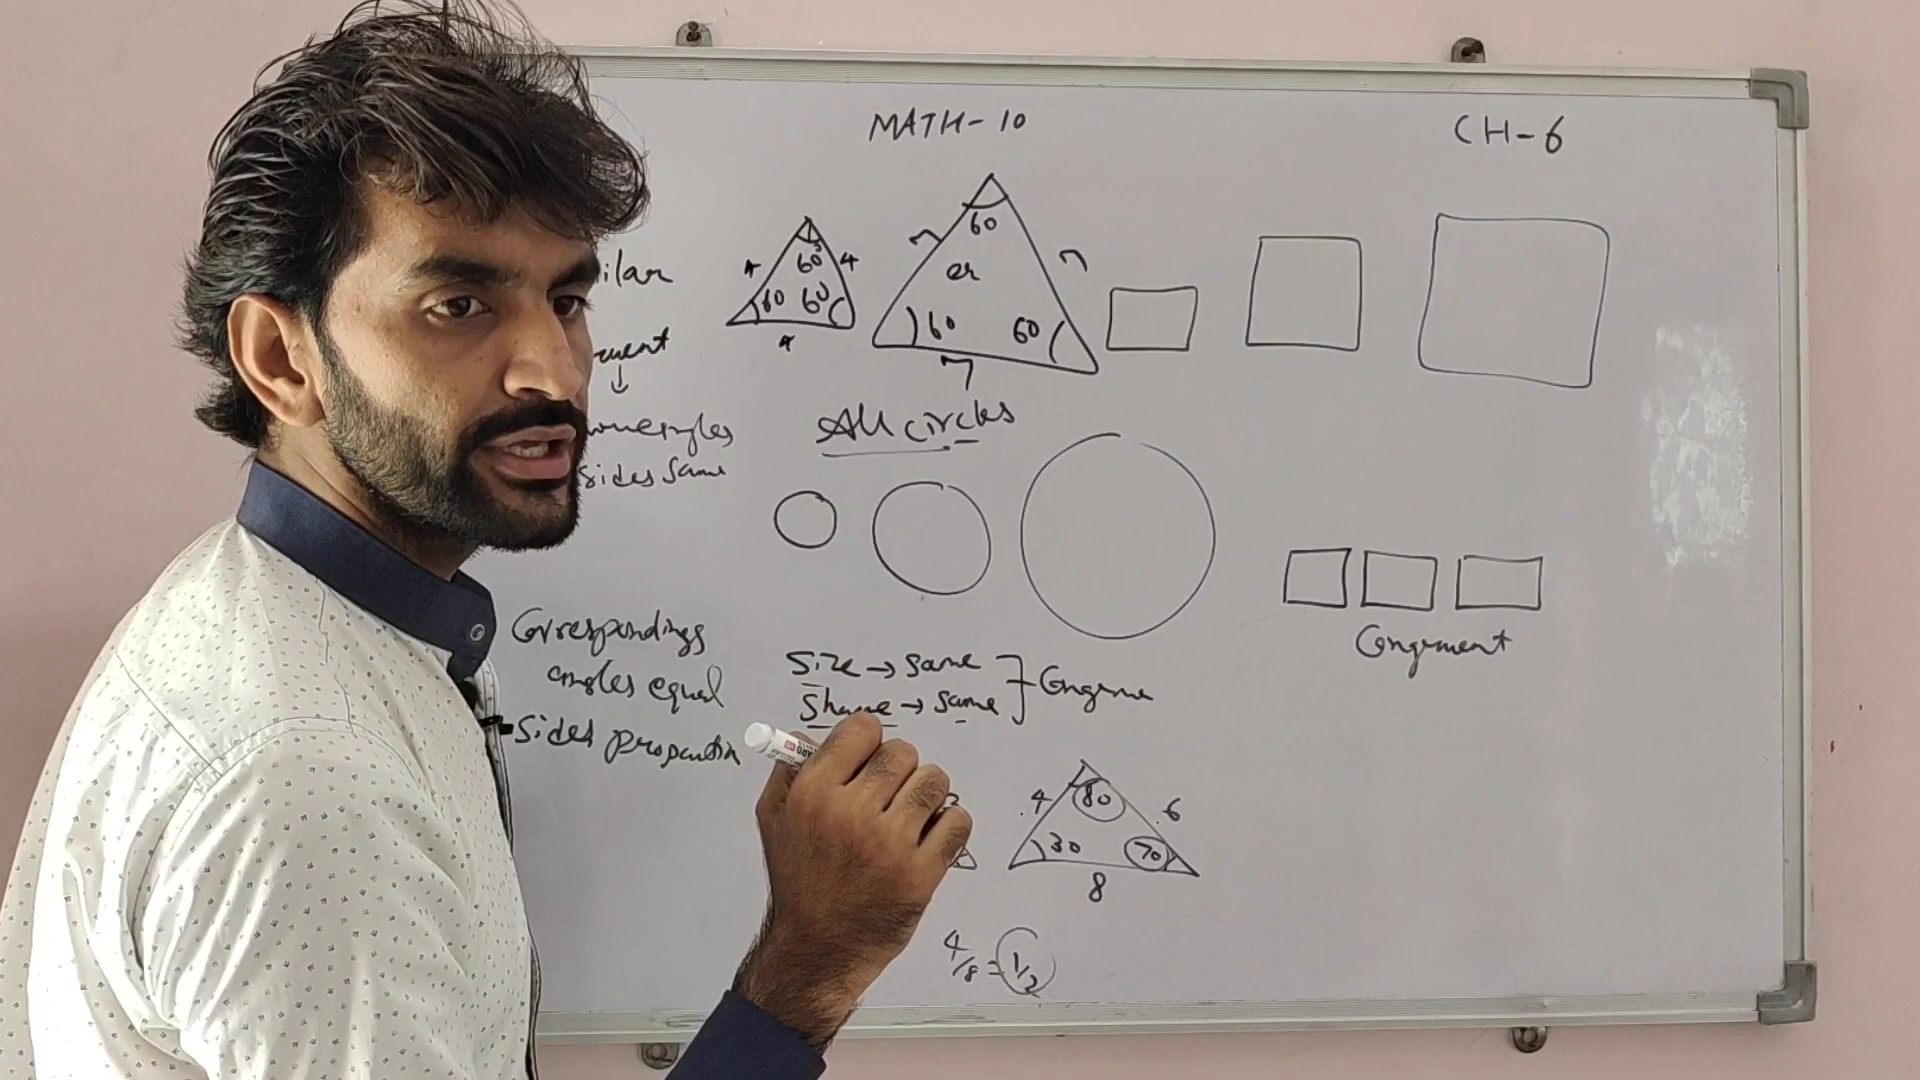 MATH-10
CH-6
ilar
60
4
4
60
60
4
60
7
7
60
60
7
All circles
sides same
Correspondings
angles equal
Sides
Size → same
Shape → same
Congruent
4
80
6
30
70
8
4/8 = 1/2